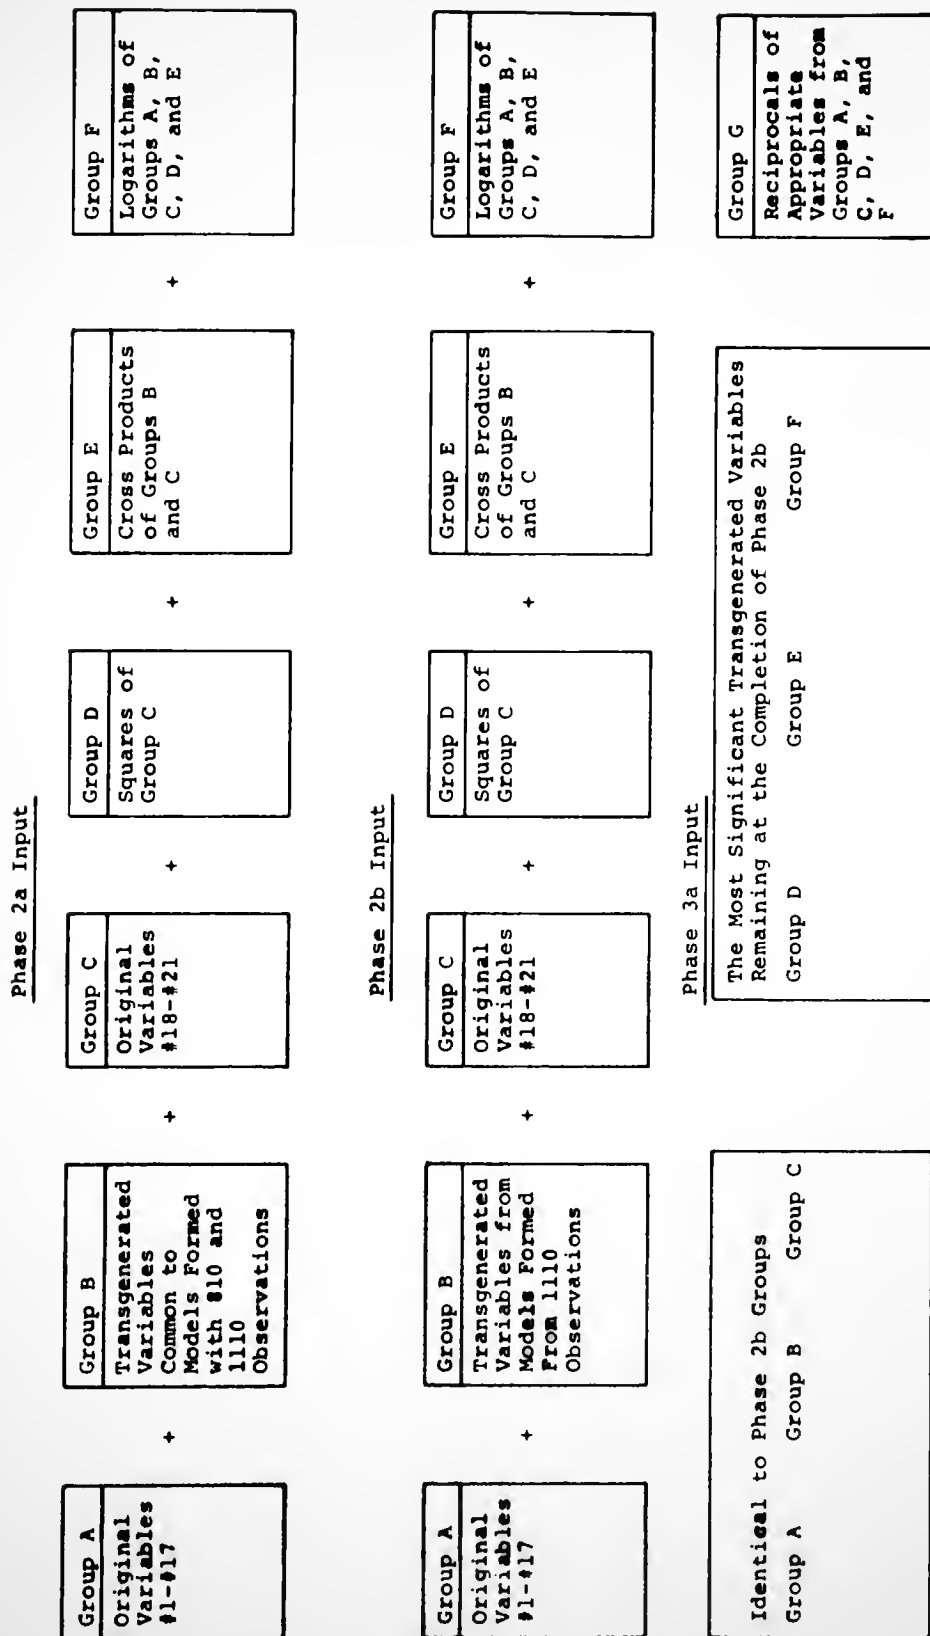 Phase 2a Input
Group A
Original
Variables
#1-#17
+
Group B
Transgenerated
Variables
Common to
Models Formed
with 810 and
1110
Observations
+
Group C
Original
Variables
#18-#21
+
Group D
Squares of
Group C
+
Group E
Cross Products
of Groups B
and C
+
Group F
Logarithms of
Groups A, B,
C, D, and E
Phase 2b Input
Group A
Original
Variables
#1-#17
+
Group B
Transgenerated
Variables from
Models Formed
From 1110
Observations
+
Group C
Original
Variables
#18-#21
+
Group D
Squares of
Group C
+
Group E
Cross Products
of Groups B
and C
+
Group F
Logarithms of
Groups A, B,
C, D, and E
Phase 3a Input
Identical to Phase 2b Groups
Group A Group B Group C
The Most Significant Transgenerated Variables
Remaining at the Completion of Phase 2b
Group D Group E Group F
Group G
Reciprocals of
Appropriate
Variables from
Groups A, B,
C, D, E, and
F